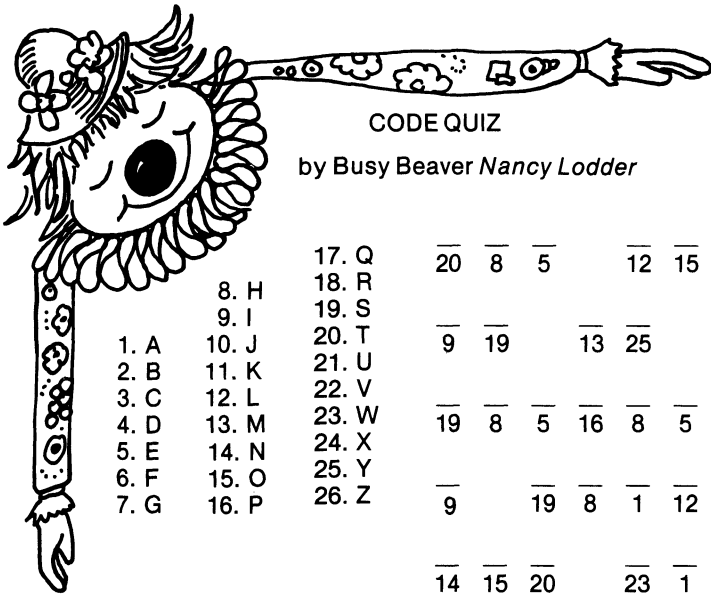 CODE QUIZ
by Busy Beaver Nancy Lodder
1. A
2. B
3. C
4. D
5. E
6. F
7. G
8. H
9. I
10. J
11. K
12. L
13. M
14. N
15. O
16. P
17. Q
18. R
19. S
20. T
21. U
22. V
23. W
24. X
25. Y
26. Z
20 8 5 12 15
9 19 13 25
19 8 5 16 8 5
9 19 8 1 12
14 15 20 23 1